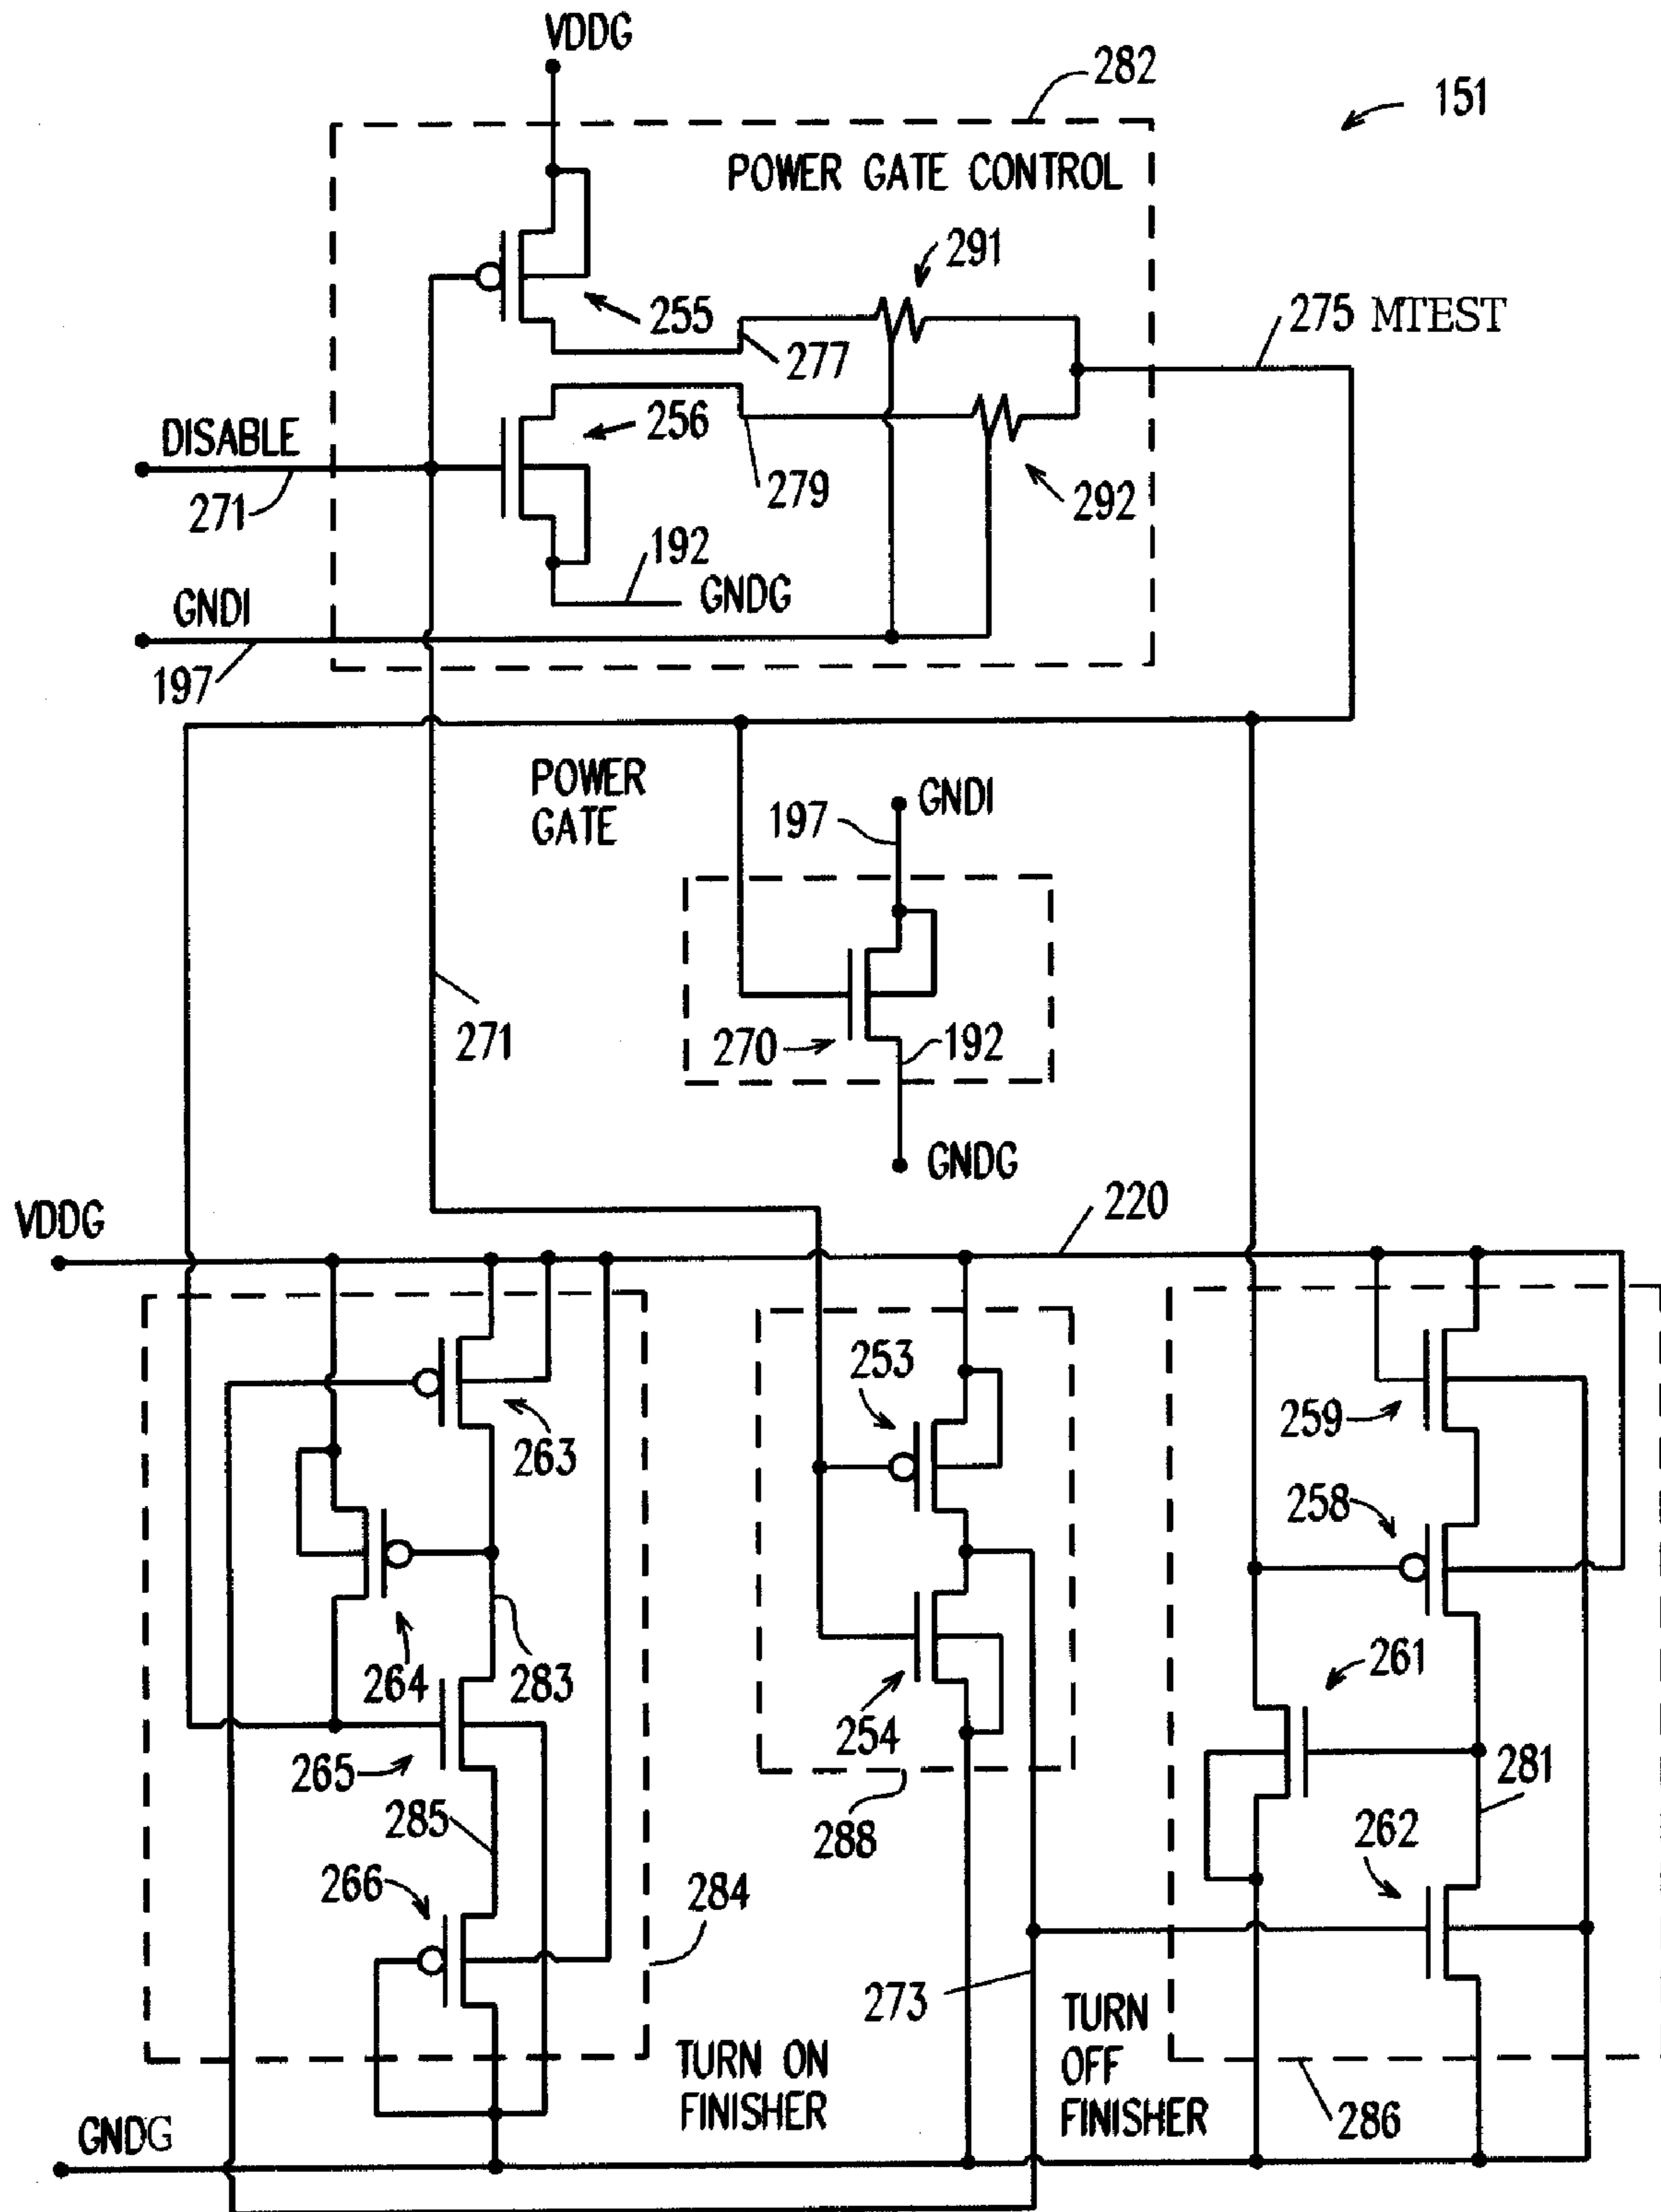 VDDG
282
151
POWER GATE CONTROL
291
255
275 MTEST
277
256
DISABLE
279
271
292
192
GNDI
GNDG
197
POWER
GATE
GNDI
197
271
270
192
GNDG
220
VDDG
253
259
263
258
264
283
261
254
265
281
285
288
262
266
284
273
TURN ON
FINISHER
TURN
OFF
FINISHER
286
GNDG